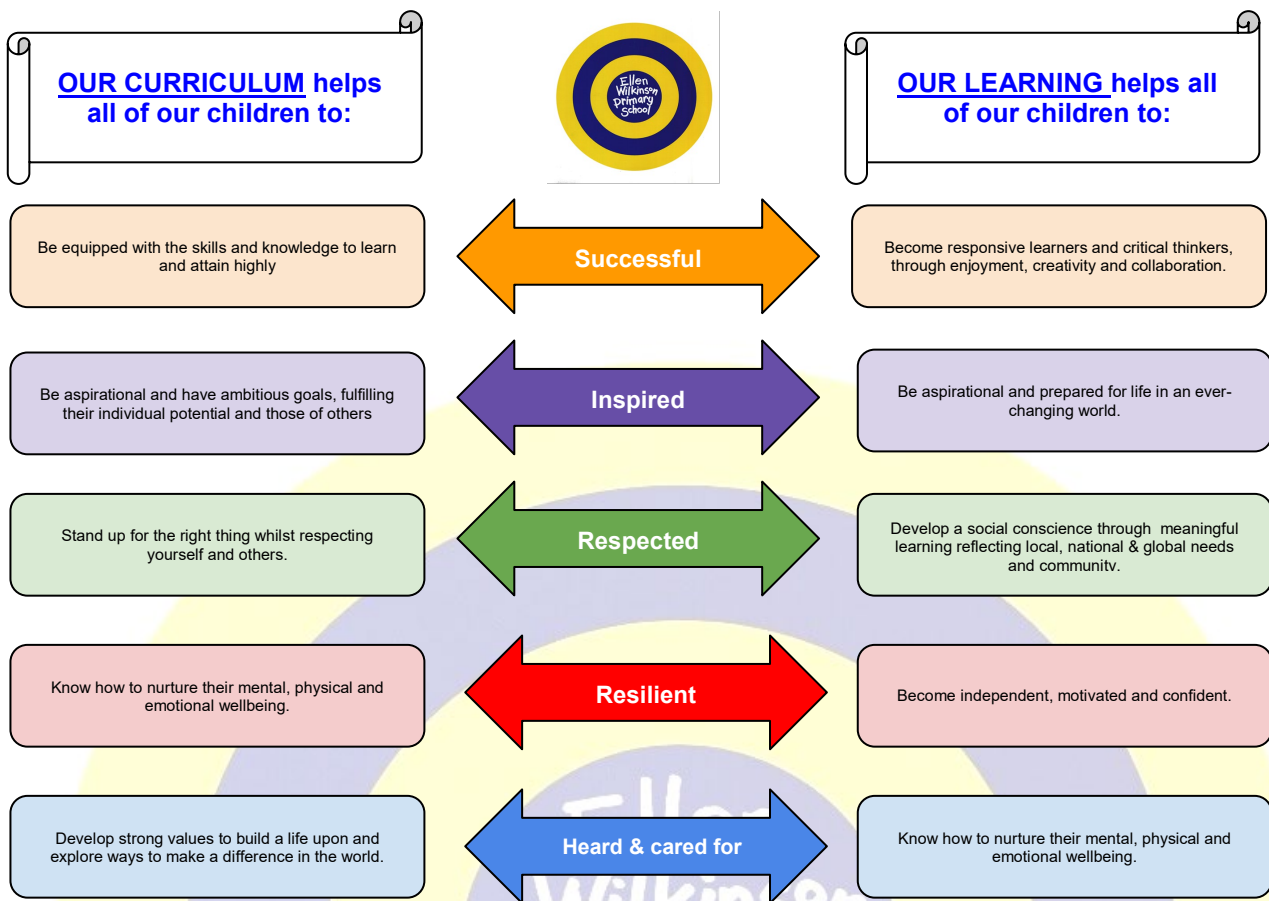 OUR CURRICULUM helps
all of our children to:
Ellen
Wilkinson
Primary
School
OUR LEARNING helps all
of our children to:
Be equipped with the skills and knowledge to learn
and attain highly
Successful
Become responsive learners and critical thinkers,
through enjoyment, creativity and collaboration.
Be aspirational and have ambitious goals, fulfilling
their individual potential and those of others
Inspired
Be aspirational and prepared for life in an ever-
changing world.
Stand up for the right thing whilst respecting
yourself and others.
Respected
Develop a social conscience through meaningful
learning reflecting local, national & global needs
and community.
Know how to nurture their mental, physical and
emotional wellbeing.
Resilient
Become independent, motivated and confident.
Develop strong values to build a life upon and
explore ways to make a difference in the world.
Heard & cared for
Know how to nurture their mental, physical and
emotional wellbeing.
Ellen
Wilkinson